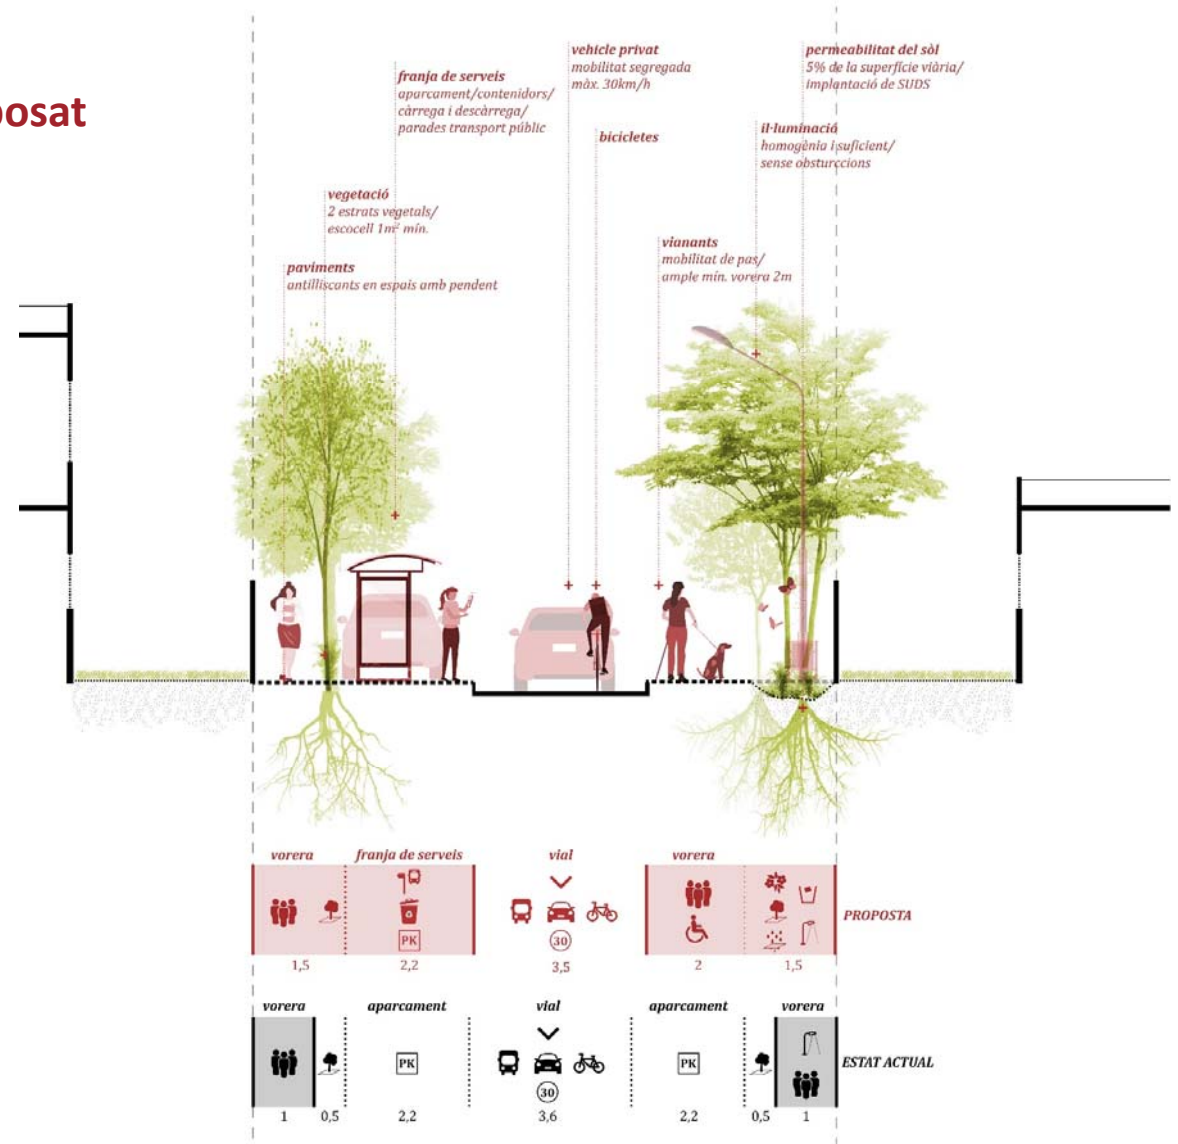 posat
vehicle privat
mobilitat segregada
màx. 30km/h
permeabilitat del sòl
5% de la superfície viària/
implantació de SUDS
franja de serveis
aparcament/contenidors/
càrrega i descàrrega/
parades transport públic
bicicletes
il·luminació
homogènia i suficient/
sense obsturccions
vegetació
2 estrats vegetals/
escocell 1m² mín.
vianants
mobilitat de pas/
ample mín. vorera 2m
paviments
antilliscants en espais amb pendent
vorera franja de serveis vial vorera
PK 30
PROPOSTA
1,5 2,2 3,5 2 1,5
vorera aparcament vial aparcament vorera
PK 30 PK
ESTAT ACTUAL
1 0,5 2,2 3,6 2,2 0,5 1